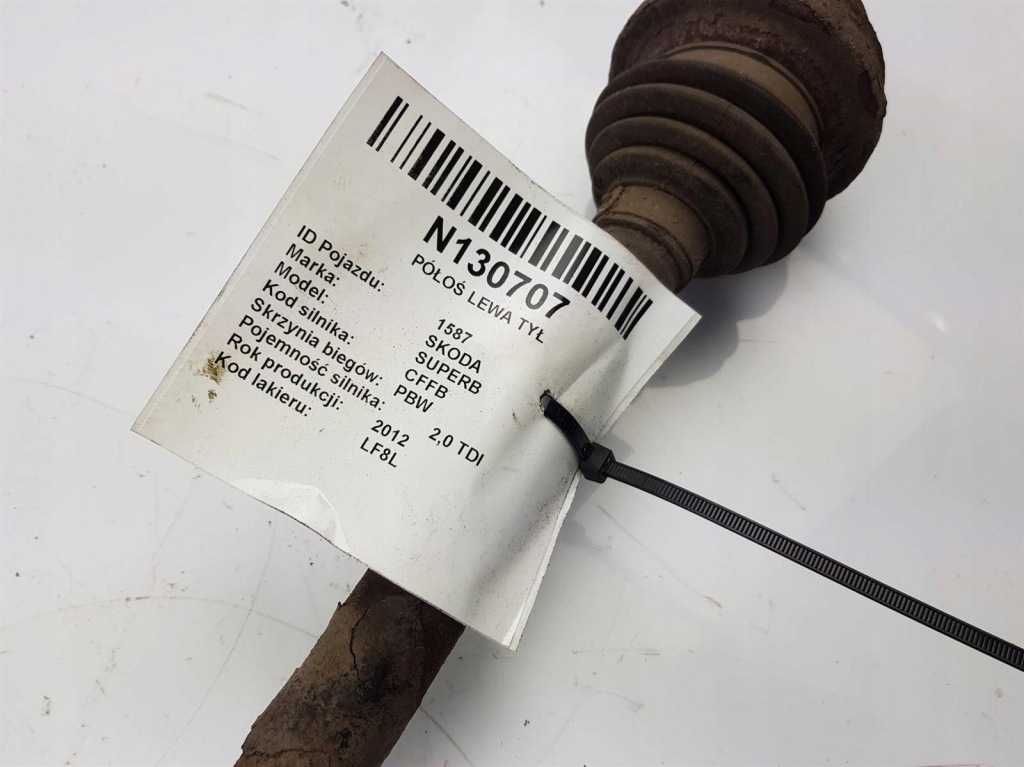 N130707
PÓŁOŚ LEWA TYŁ
ID Pojazdu: 1587
Marka: SKODA
Model: SUPERB
Kod silnika: CFFB
Skrzynia biegów: PBW
Pojemność silnika: 2,0 TDI
Rok produkcji: 2012
Kod lakieru: LF8L